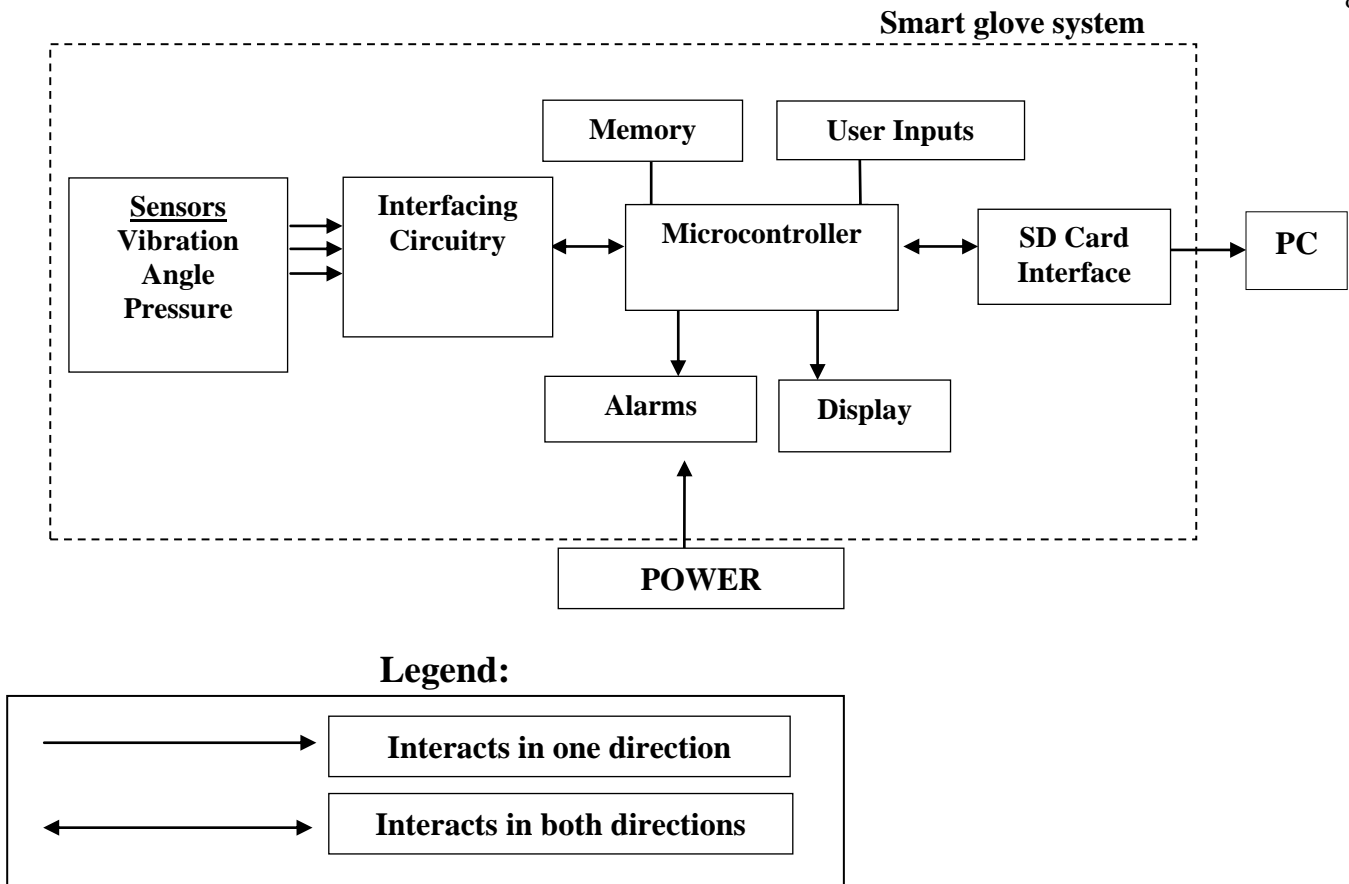 Smart glove system
Memory
User Inputs
Sensors
Vibration
Angle
Pressure
Interfacing
Circuitry
Microcontroller
SD Card
Interface
PC
Alarms
Display
POWER
Legend:
Interacts in one direction
Interacts in both directions